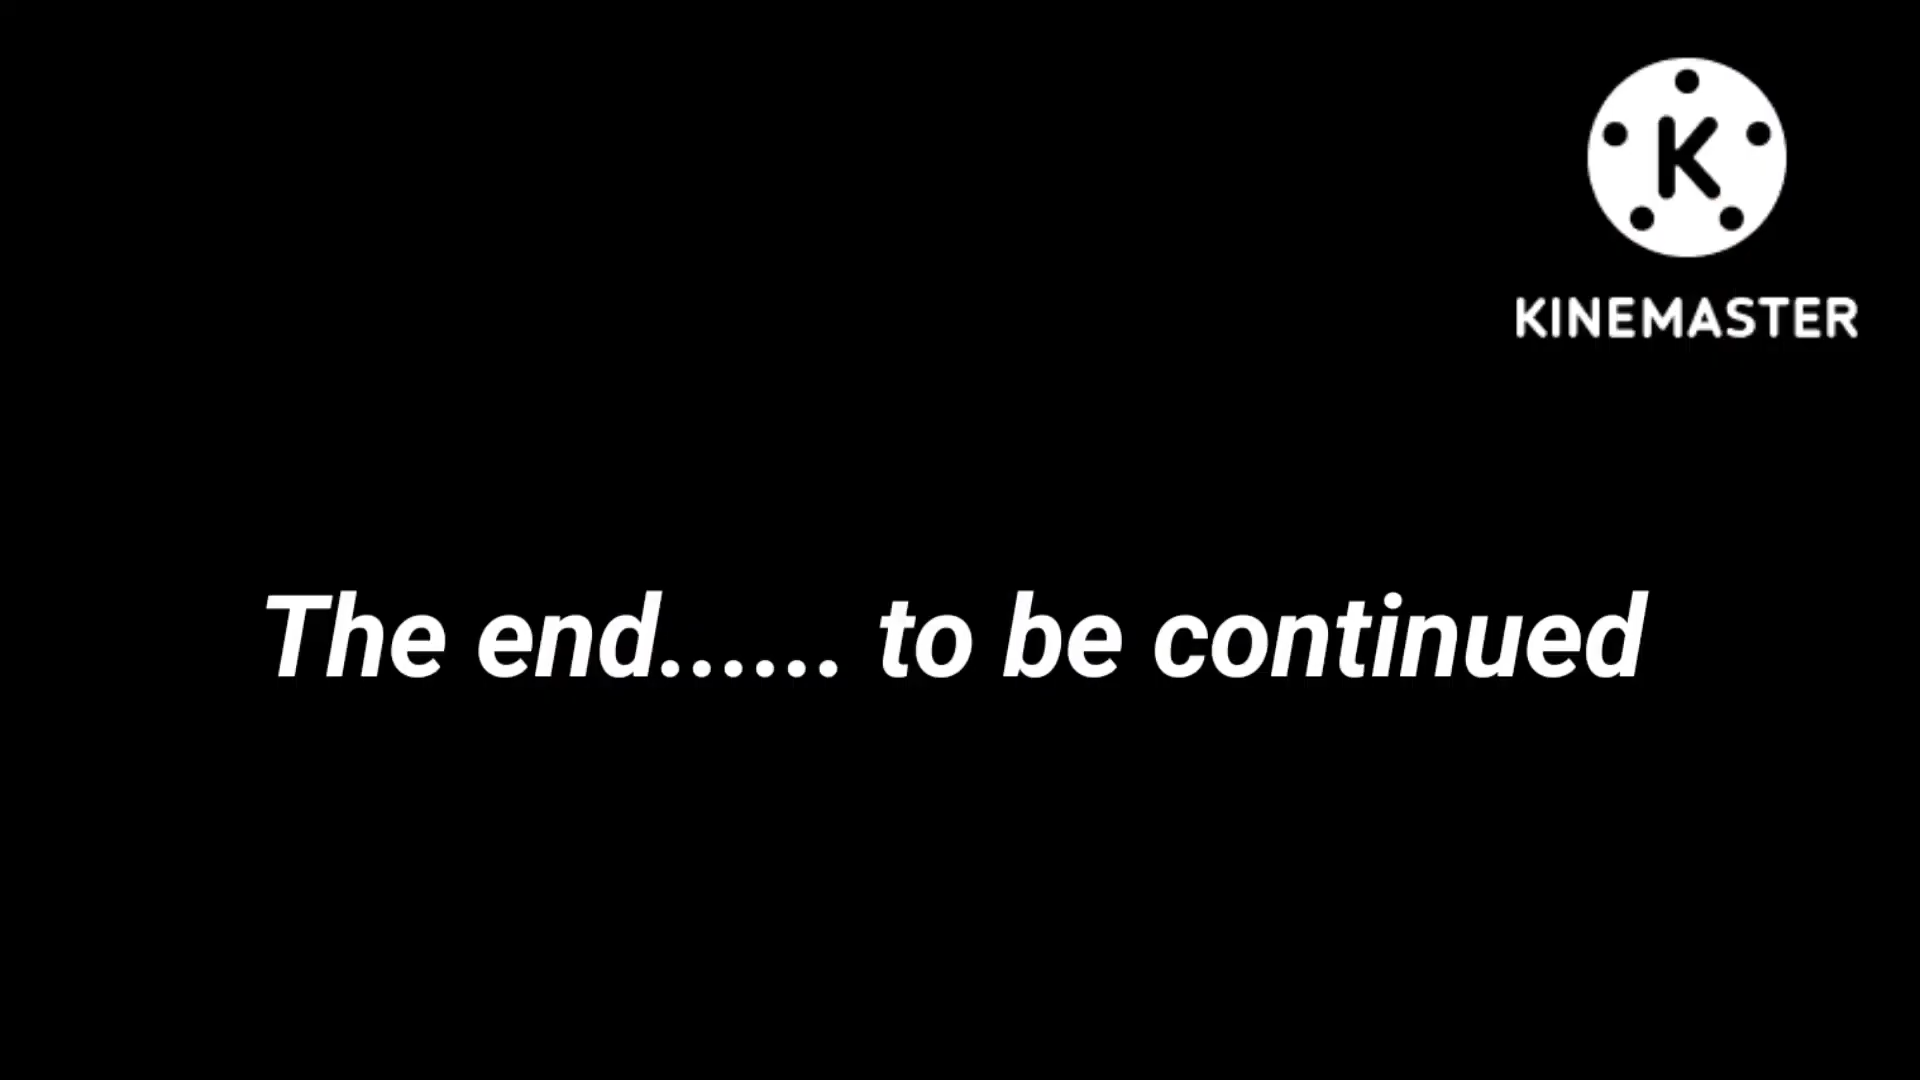 K
KINEMASTER
The end...... to be continued